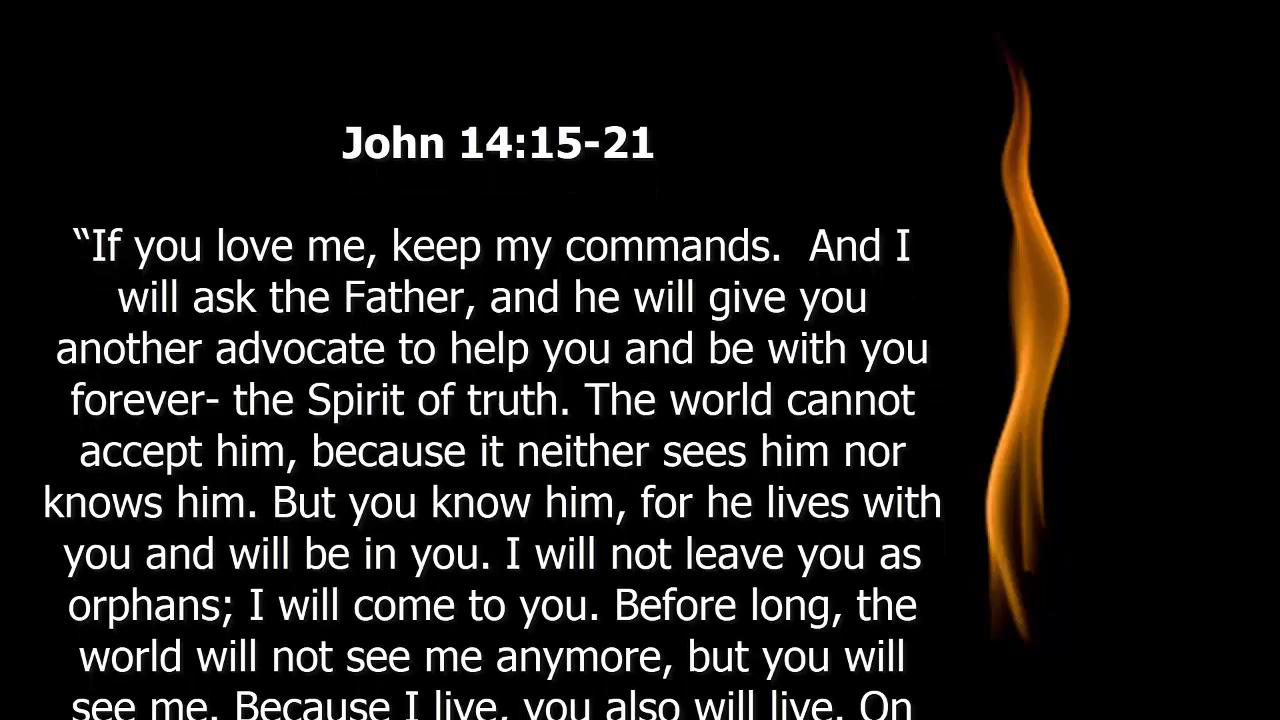 John 14:15-21
“If you love me, keep my commands.  And I
will ask the Father, and he will give you
another advocate to help you and be with you
forever- the Spirit of truth. The world cannot
accept him, because it neither sees him nor
knows him. But you know him, for he lives with
you and will be in you. I will not leave you as
orphans; I will come to you. Before long, the
world will not see me anymore, but you will
see me. Because I live, you also will live. On